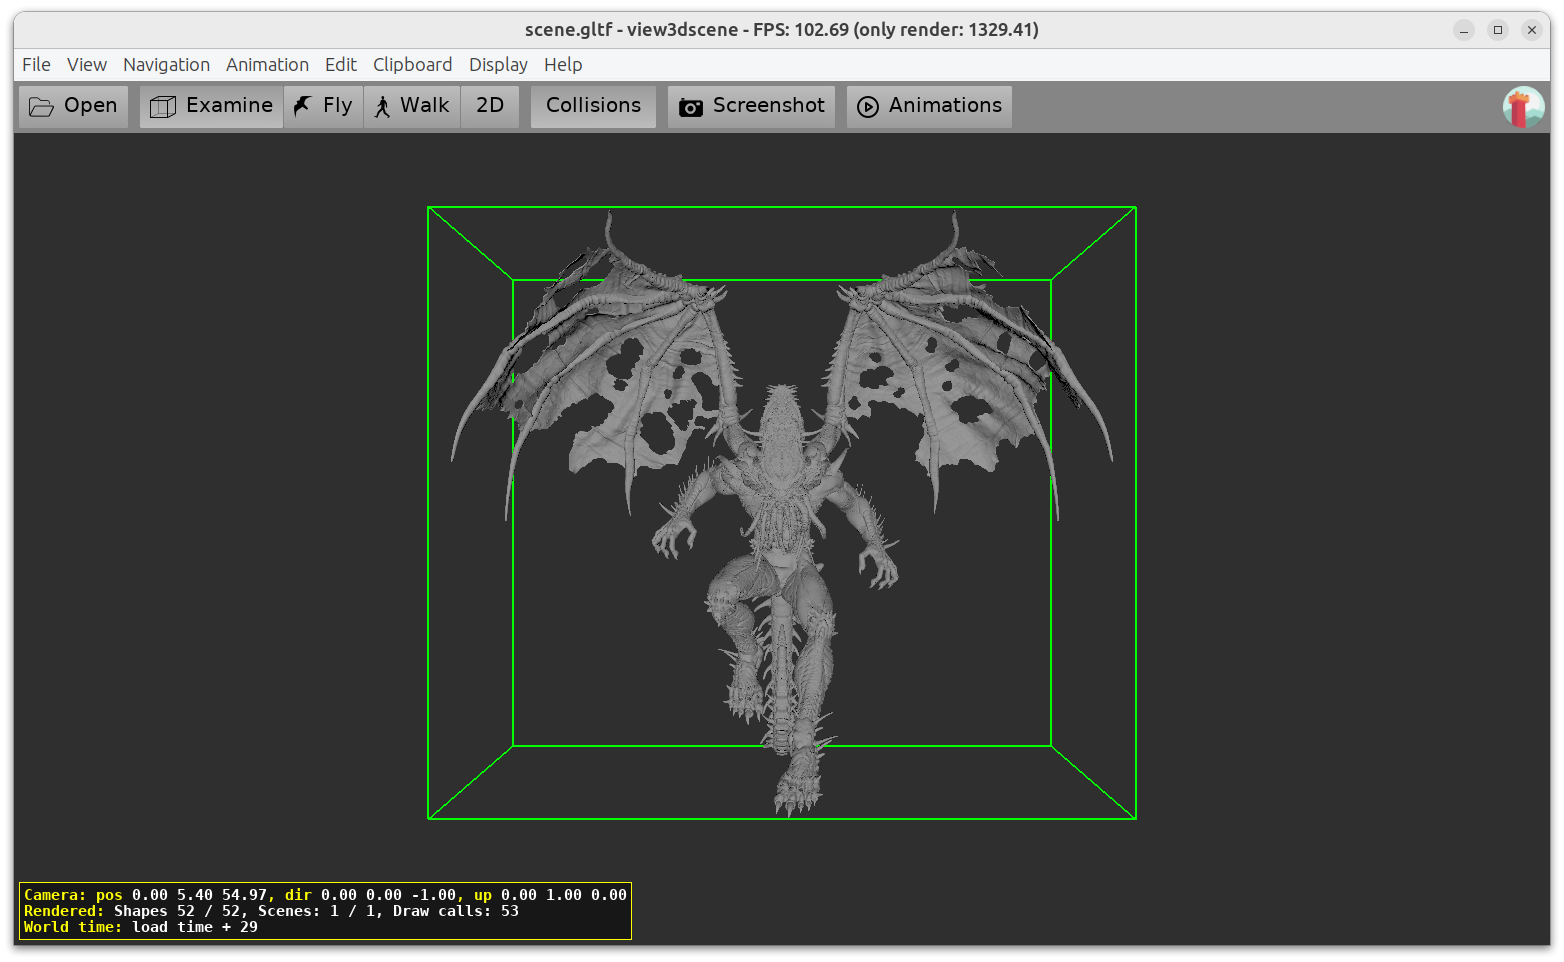 scene.gltf - view3dscene - FPS: 102.69 (only render: 1329.41)
File View Navigation Animation Edit Clipboard Display Help
Open Examine Fly Walk 2D Collisions Screenshot Animations
Camera: pos 0.00 5.40 54.97, dir 0.00 0.00 -1.00, up 0.00 1.00 0.00
Rendered: Shapes 52 / 52, Scenes: 1 / 1, Draw calls: 53
World time: load time + 29